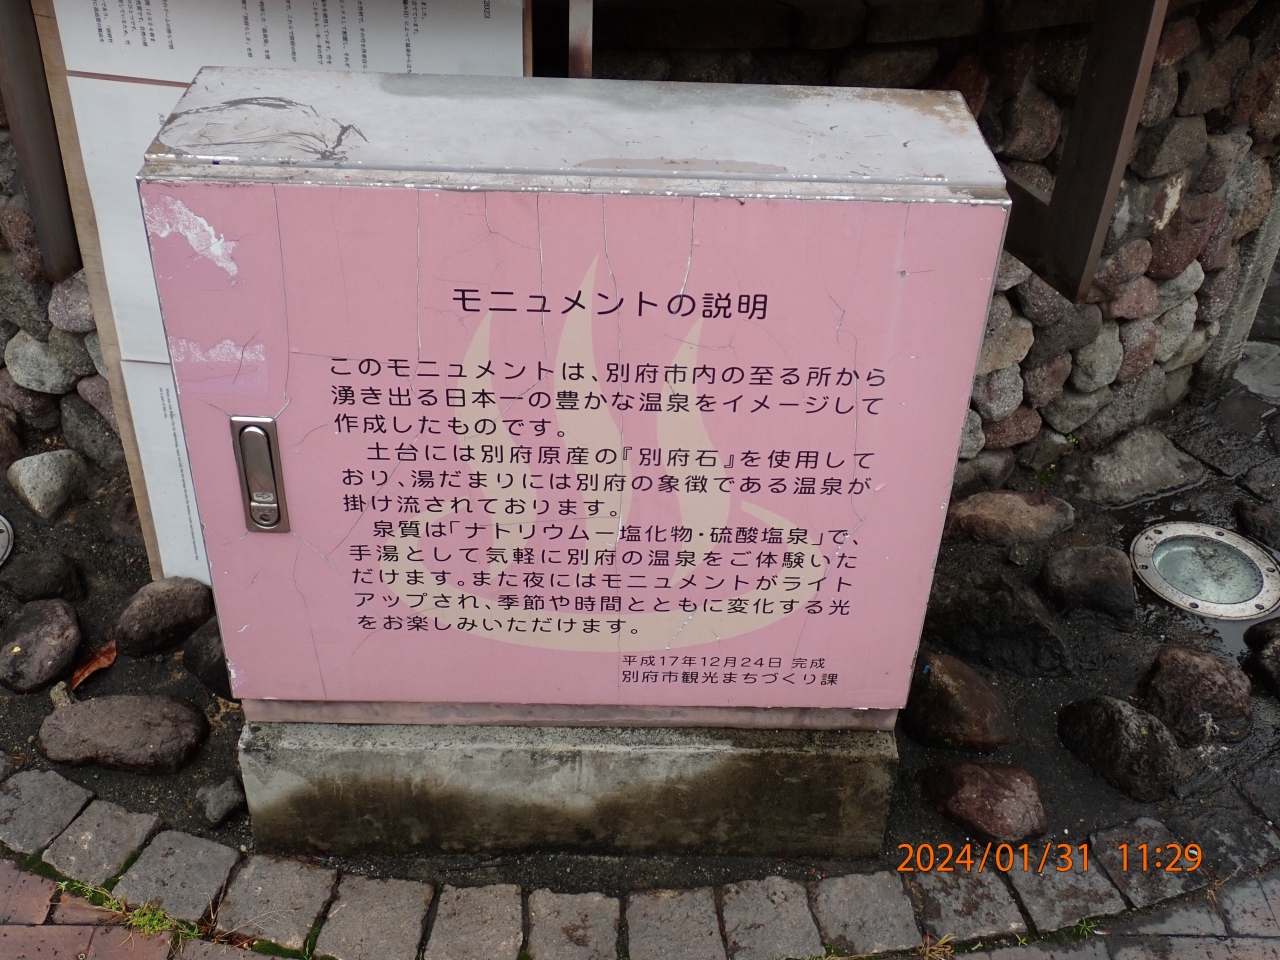 モニュメントの説明
このモニュメントは、別府市内の至る所から
湧き出る日本一の豊かな温泉をイメージして
作成したものです。
土台には別府原産の『別府石』を使用して
おり、湯だまりには別府の象徴である温泉が
掛け流されております。
泉質は「ナトリウムー塩化物・硫酸塩泉」で、
手湯として気軽に別府の温泉をご体験いた
だけます。また夜にはモニュメントがライト
アップされ、季節や時間とともに変化する光
をお楽しみいただけます。
平成17年12月24日 完成
別府市観光まちづくり課
2024/01/31 11:29